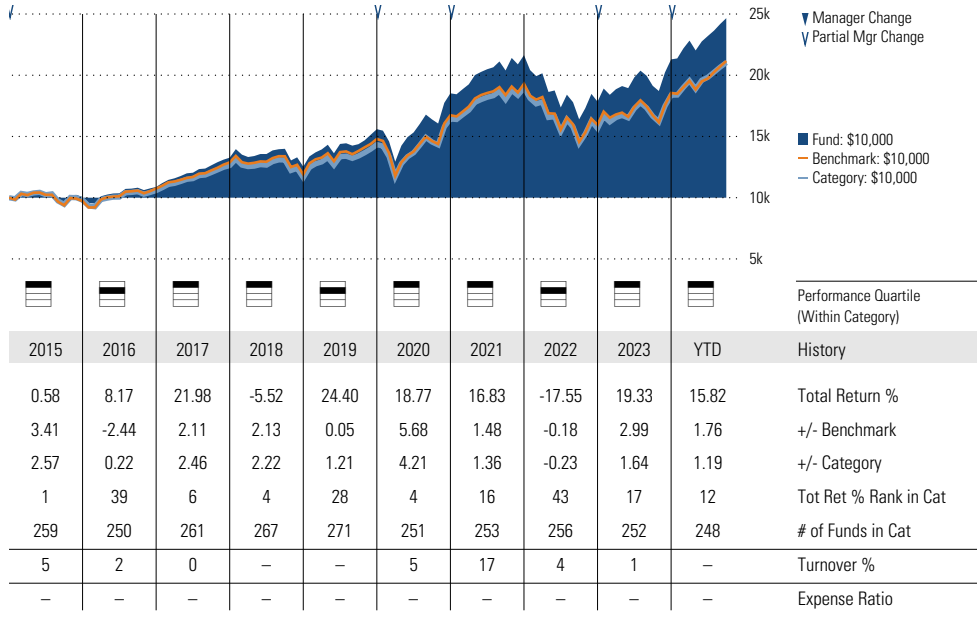 25k
▼ Manager Change
∨ Partial Mgr Change
20k
15k
Fund: $10,000
Benchmark: $10,000
Category: $10,000
10k
5k
Performance Quartile
(Within Category)
2015 2016 2017 2018 2019 2020 2021 2022 2023 YTD History
0.58 8.17 21.98 -5.52 24.40 18.77 16.83 -17.55 19.33 15.82 Total Return %
3.41 -2.44 2.11 2.13 0.05 5.68 1.48 -0.18 2.99 1.76 +/- Benchmark
2.57 0.22 2.46 2.22 1.21 4.21 1.36 -0.23 1.64 1.19 +/- Category
1 39 6 4 28 4 16 43 17 12 Tot Ret % Rank in Cat
259 250 261 267 271 251 253 256 252 248 # of Funds in Cat
5 2 0 – – 5 17 4 1 – Turnover %
– – – – – – – – – – Expense Ratio